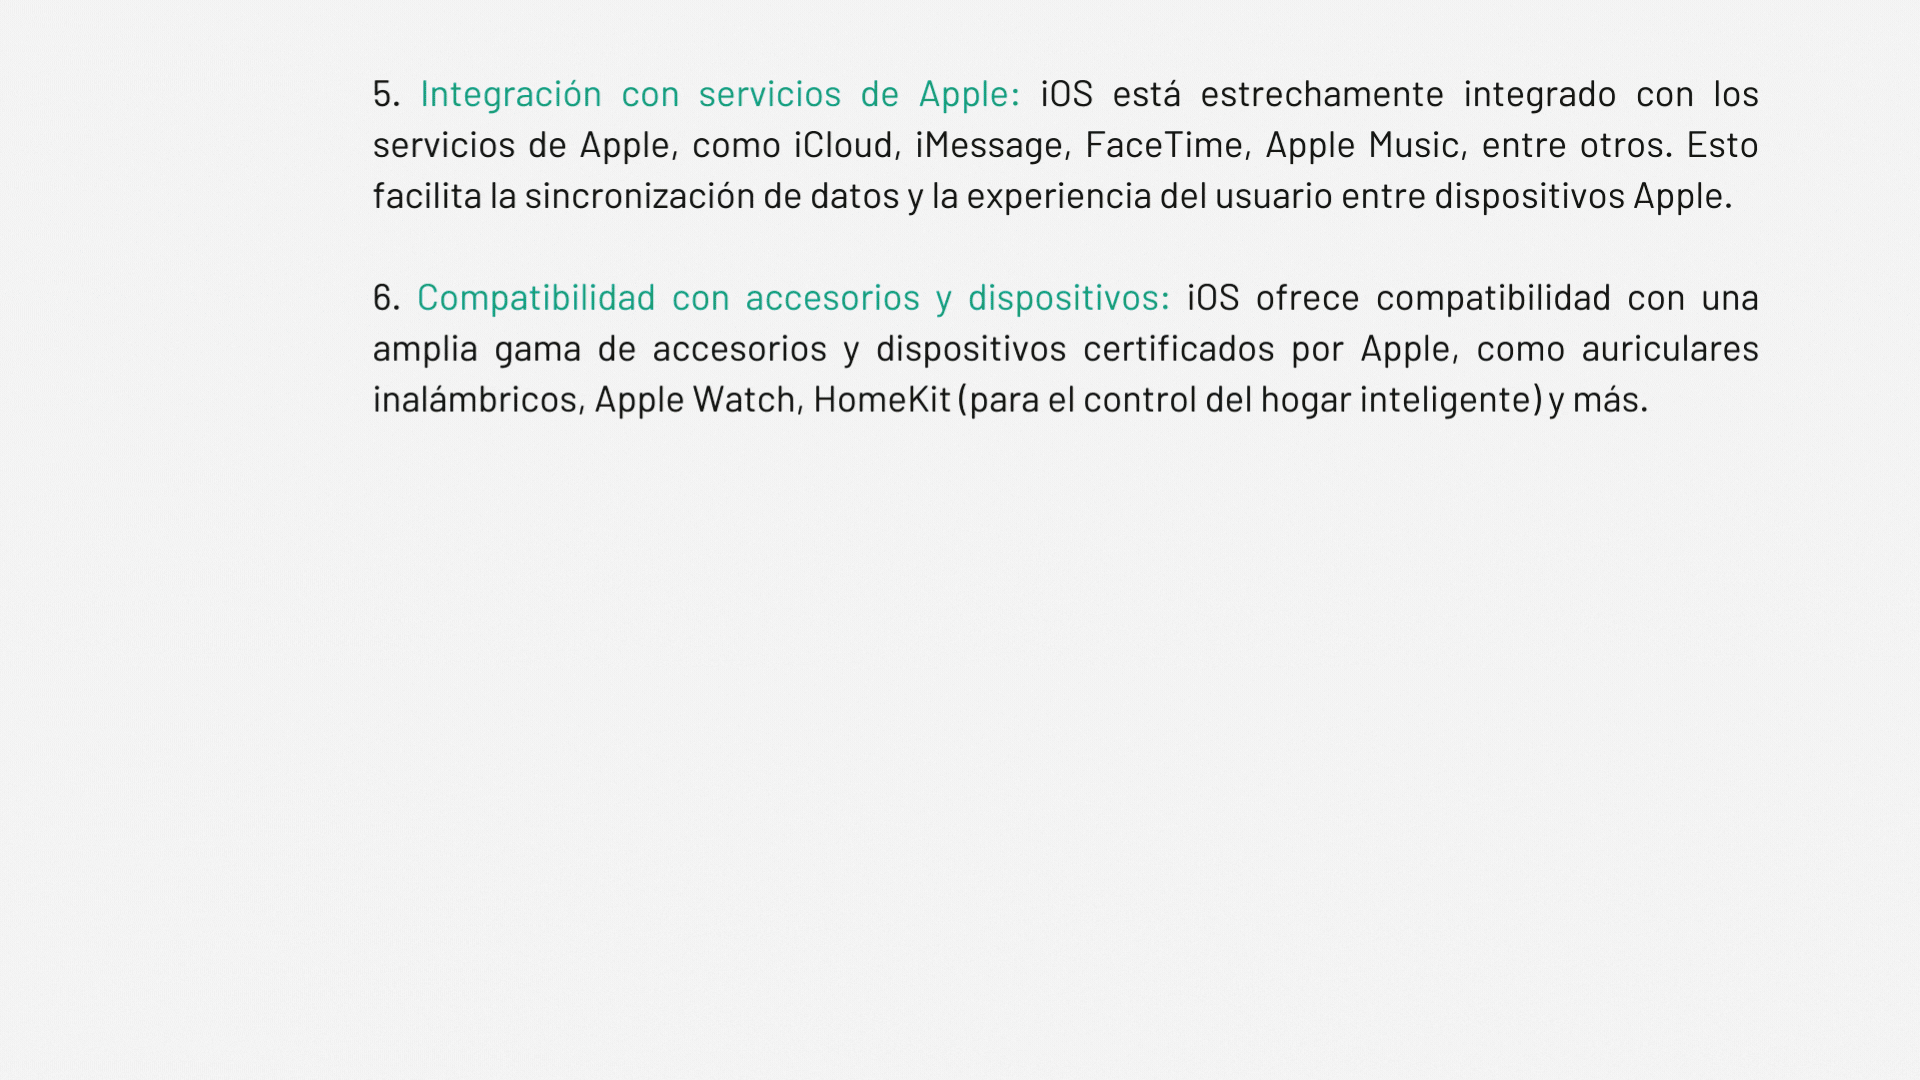 5. Integración con servicios de Apple: iOS está estrechamente integrado con los
servicios de Apple, como iCloud, iMessage, FaceTime, Apple Music, entre otros. Esto
facilita la sincronización de datos y la experiencia del usuario entre dispositivos Apple.
6. Compatibilidad con accesorios y dispositivos: iOS ofrece compatibilidad con una
amplia gama de accesorios y dispositivos certificados por Apple, como auriculares
inalámbricos, Apple Watch, HomeKit (para el control del hogar inteligente) y más.